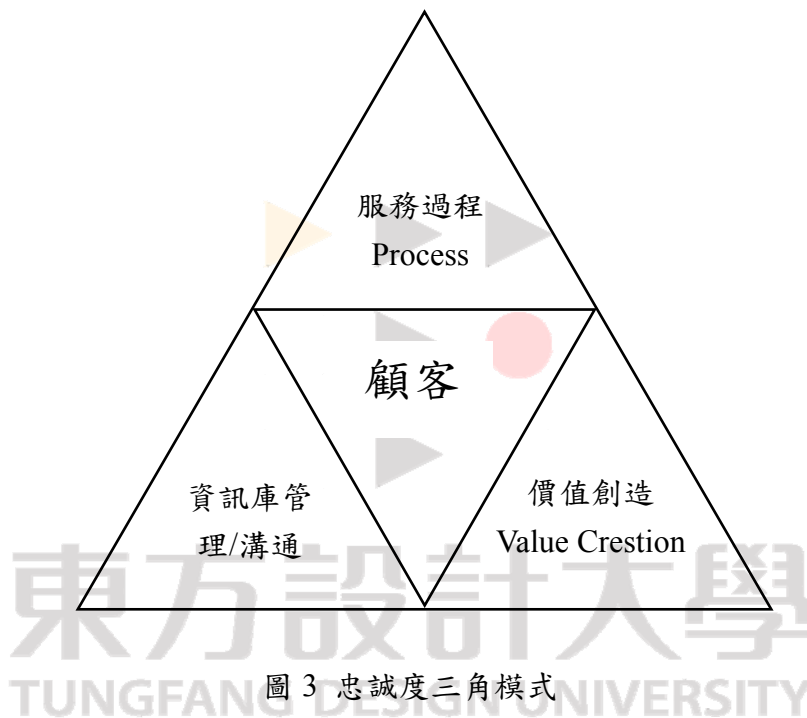 服務過程
Process
顧客
資訊庫管
理/溝通
價值創造
Value Crestion
東方設計大學
圖 3 忠誠度三角模式
TUNGFANG DESIGN UNIVERSITY